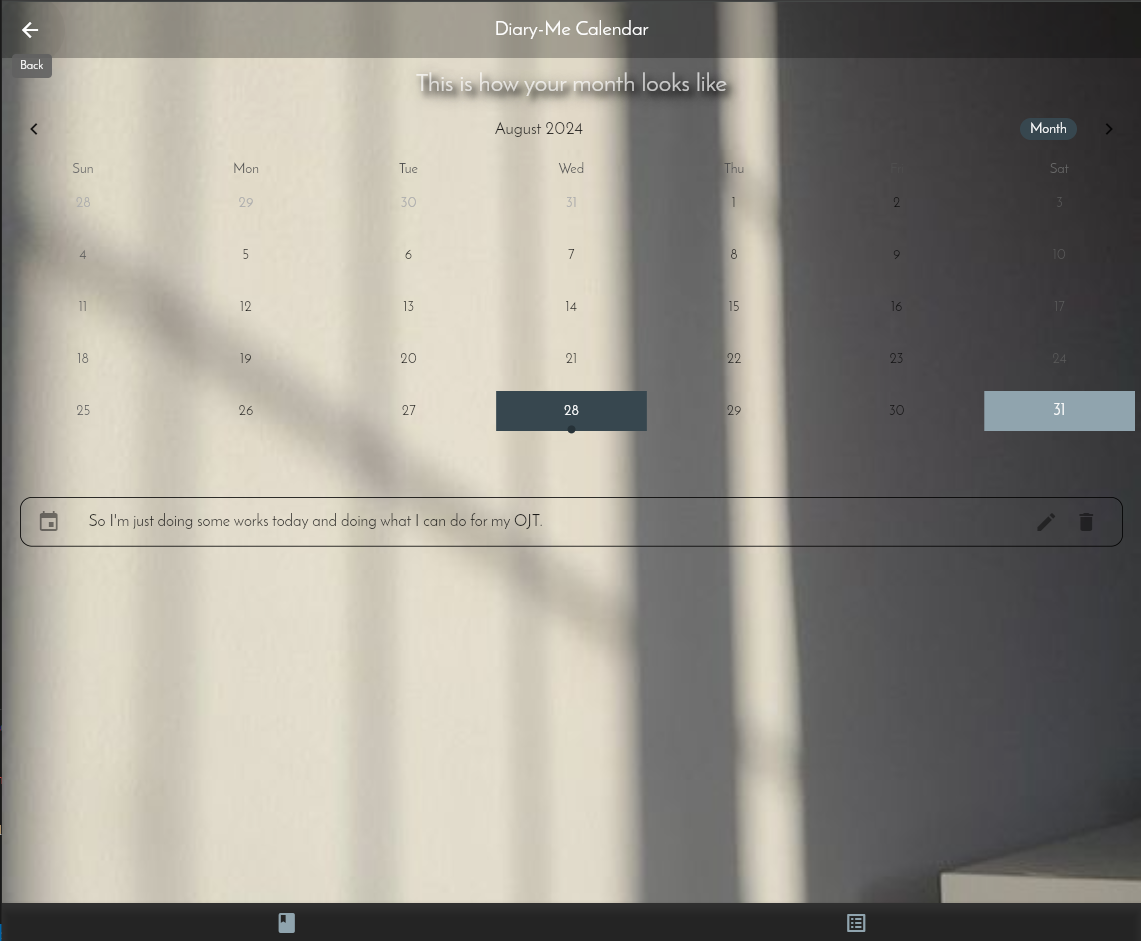 Diary-Me Calendar
Back
This is how your month looks like
August 2024
Month
Sun Mon Tue Wed Thu Sat
28 29 30 31 1 2 3
4 5 6 7 8 9 10
11 12 13 14 15 16 17
18 19 20 21 22 23 24
25 26 27 28 29 30 31
So I'm just doing some works today and doing what I can do for my OJT.